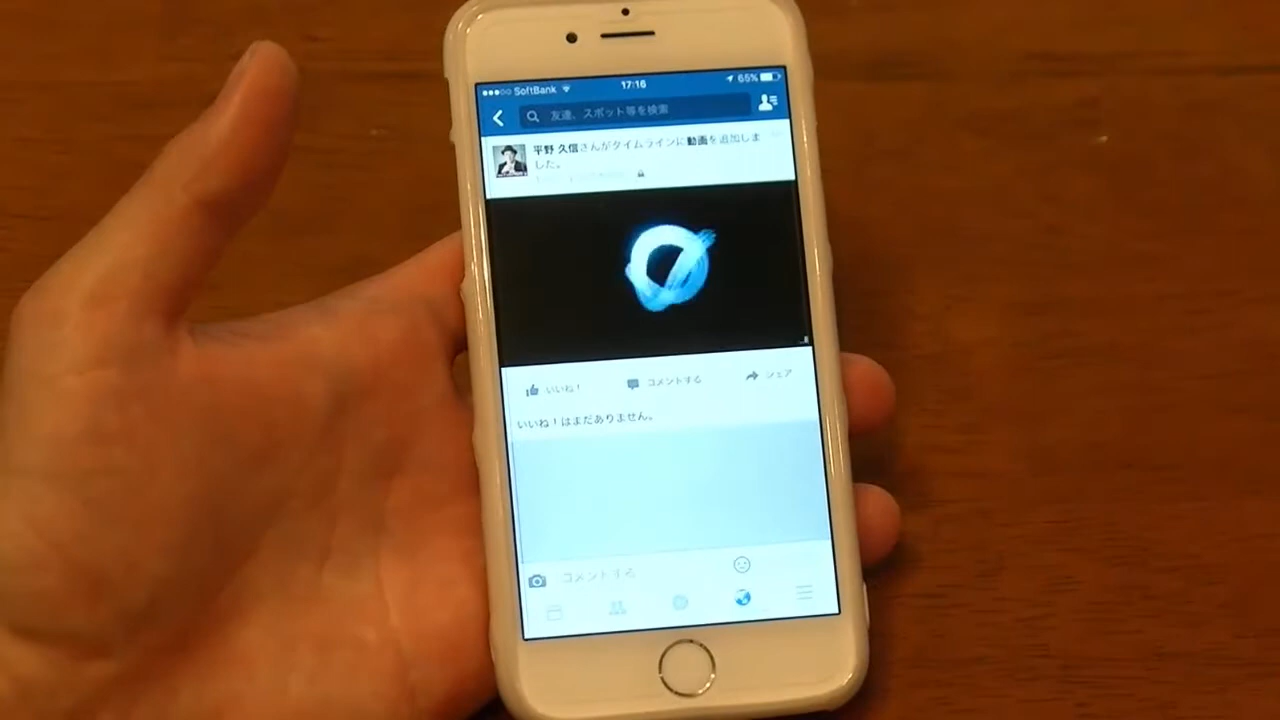 SoftBank 17:16 65%
友達、スポット等を検索
平野 久信さんがタイムラインに動画を追加しま
した。
いいね！ コメントする シェア
いいね！はまだありません。
コメントする